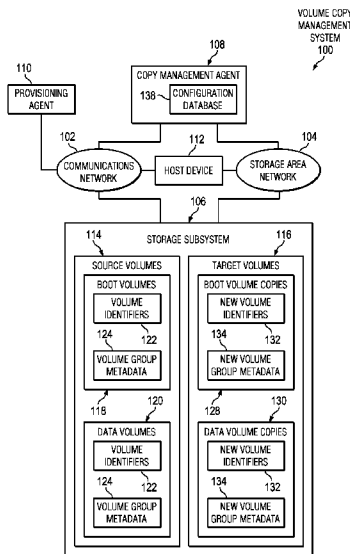 VOLUME COPY
MANAGEMENT
SYSTEM
100
108
110
COPY MANAGEMENT AGENT
138
CONFIGURATION
DATABASE
PROVISIONING
AGENT
102
112
104
COMMUNICATIONS
NETWORK
HOST DEVICE
STORAGE AREA
NETWORK
106
STORAGE SUBSYSTEM
114
116
SOURCE VOLUMES
TARGET VOLUMES
BOOT VOLUMES
BOOT VOLUME COPIES
VOLUME
IDENTIFIERS
NEW VOLUME
IDENTIFIERS
124
122
134
132
VOLUME GROUP
METADATA
NEW VOLUME
GROUP METADATA
118
120
128
130
DATA VOLUMES
DATA VOLUME COPIES
VOLUME
IDENTIFIERS
NEW VOLUME
IDENTIFIERS
124
122
134
132
VOLUME GROUP
METADATA
NEW VOLUME
GROUP METADATA